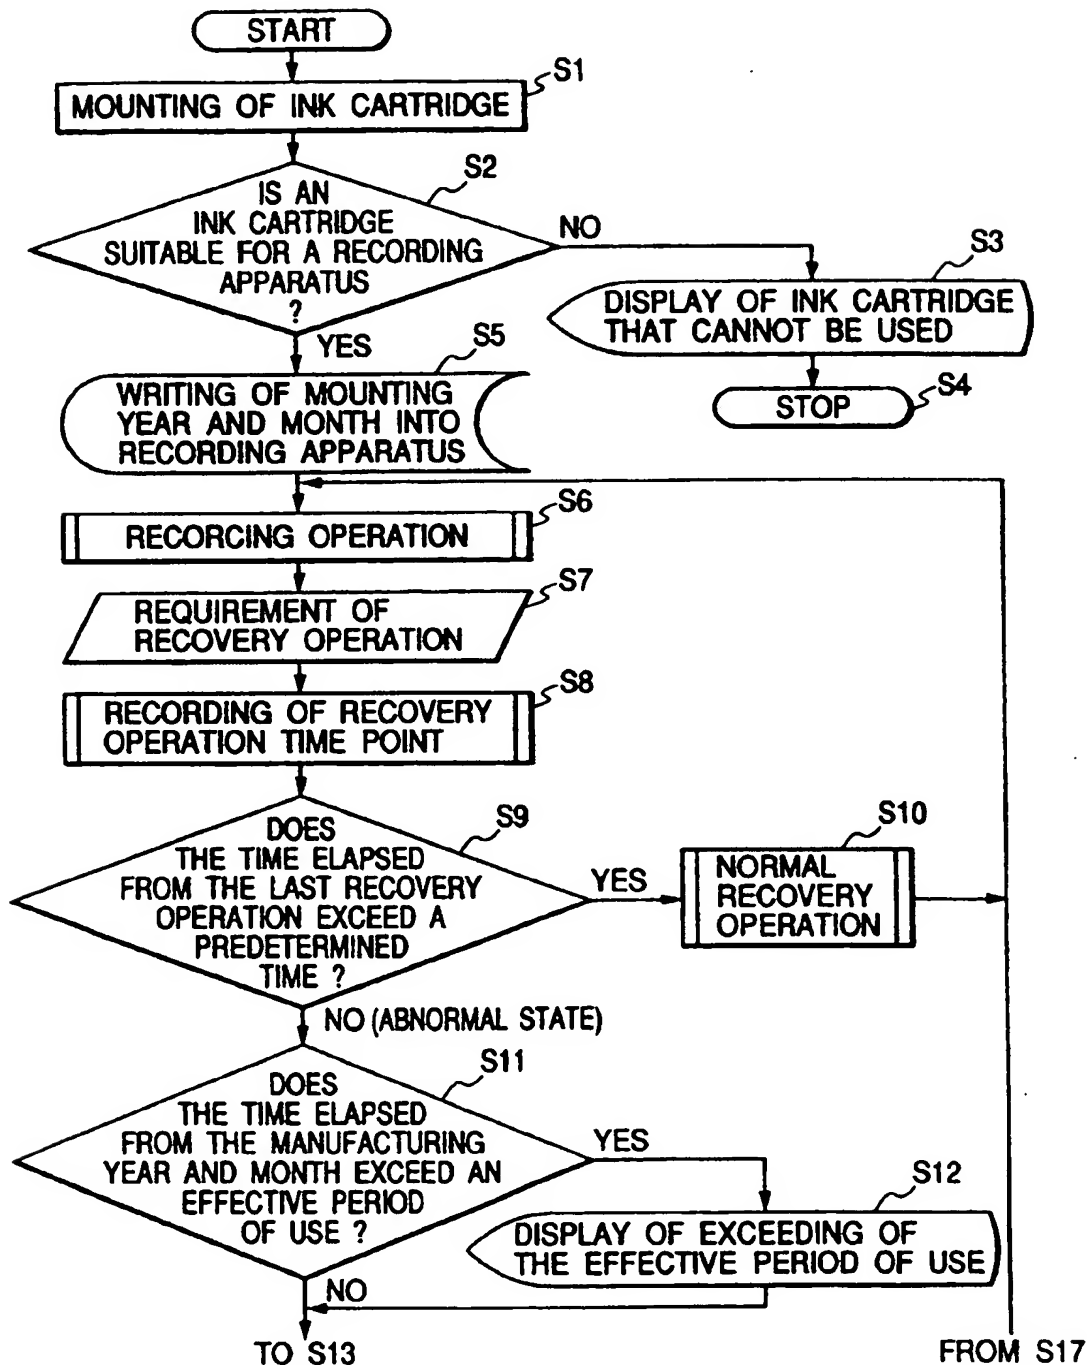 START
S1
MOUNTING OF INK CARTRIDGE
S2
IS AN
INK CARTRIDGE
SUITABLE FOR A RECORDING
APPARATUS
?
NO
S3
DISPLAY OF INK CARTRIDGE
THAT CANNOT BE USED
S4
STOP
YES
S5
WRITING OF MOUNTING
YEAR AND MONTH INTO
RECORDING APPARATUS
S6
RECORCING OPERATION
S7
REQUIREMENT OF
RECOVERY OPERATION
S8
RECORDING OF RECOVERY
OPERATION TIME POINT
S9
DOES
THE TIME ELAPSED
FROM THE LAST RECOVERY
OPERATION EXCEED A
PREDETERMINED
TIME ?
YES
S10
NORMAL
RECOVERY
OPERATION
NO (ABNORMAL STATE)
S11
DOES
THE TIME ELAPSED
FROM THE MANUFACTURING
YEAR AND MONTH EXCEED AN
EFFECTIVE PERIOD
OF USE ?
YES
S12
DISPLAY OF EXCEEDING OF
THE EFFECTIVE PERIOD OF USE
NO
TO S13
FROM S17